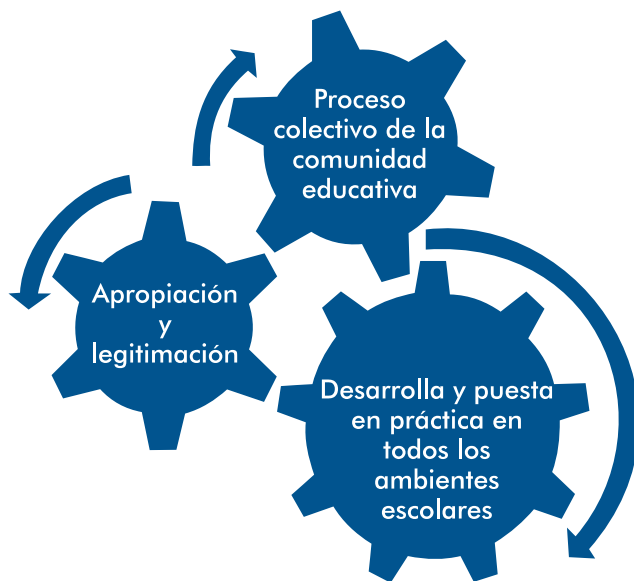 Proceso
colectivo de la
comunidad
educativa
Apropiación
y
legitimación
Desarrolla y puesta
en práctica en
todos los
ambientes
escolares